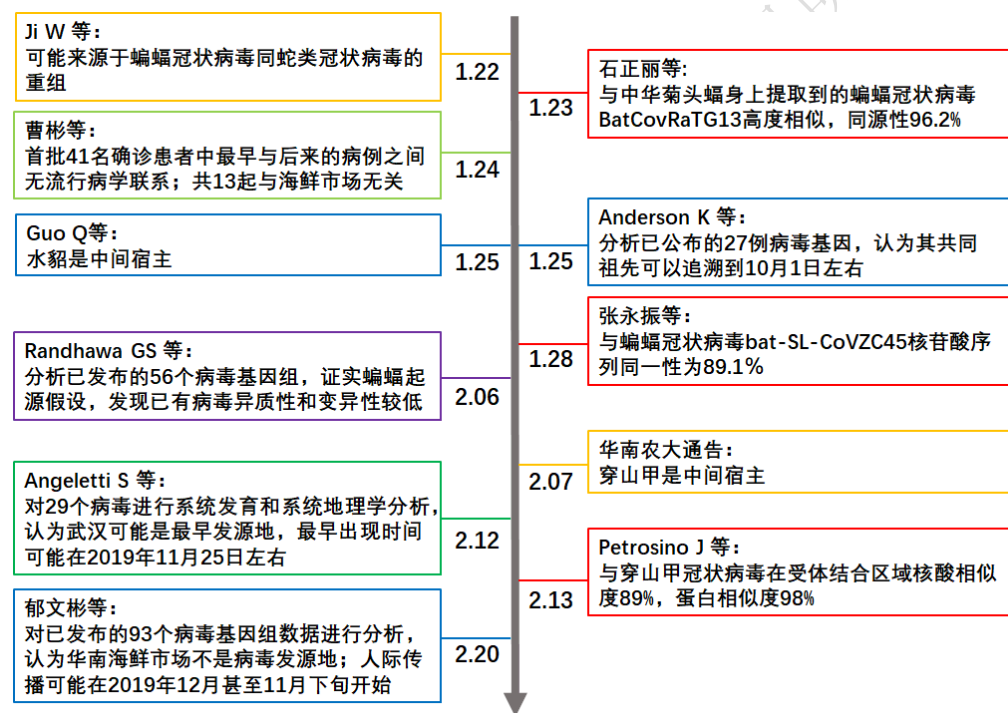 Ji W 等：
可能来源于蝙蝠冠状病毒同蛇类冠状病毒的
重组
1.22
石正丽等:
与中华菊头蝠身上提取到的蝙蝠冠状病毒
BatCovRaTG13高度相似，同源性96.2%
1.23
曹彬等：
首批41名确诊患者中最早与后来的病例之间
无流行病学联系；共13起与海鲜市场无关
1.24
Guo Q等：
水貂是中间宿主
1.25
Anderson K 等：
分析已公布的27例病毒基因，认为其共同
祖先可以追溯到10月1日左右
1.25
张永振等：
与蝙蝠冠状病毒bat-SL-CoVZC45核苷酸序
列同一性为89.1%
1.28
Randhawa GS 等：
分析已发布的56个病毒基因组，证实蝙蝠起
源假设，发现已有病毒异质性和变异性较低
2.06
华南农大通告：
穿山甲是中间宿主
2.07
Angeletti S 等：
对29个病毒进行系统发育和系统地理学分析，
认为武汉可能是最早发源地，最早出现时间
可能在2019年11月25日左右
2.12
Petrosino J 等：
与穿山甲冠状病毒在受体结合区域核酸相似
度89%，蛋白相似度98%
2.13
郁文彬等：
对已发布的93个病毒基因组数据进行分析，
认为华南海鲜市场不是病毒发源地；人际传
播可能在2019年12月甚至11月下旬开始
2.20